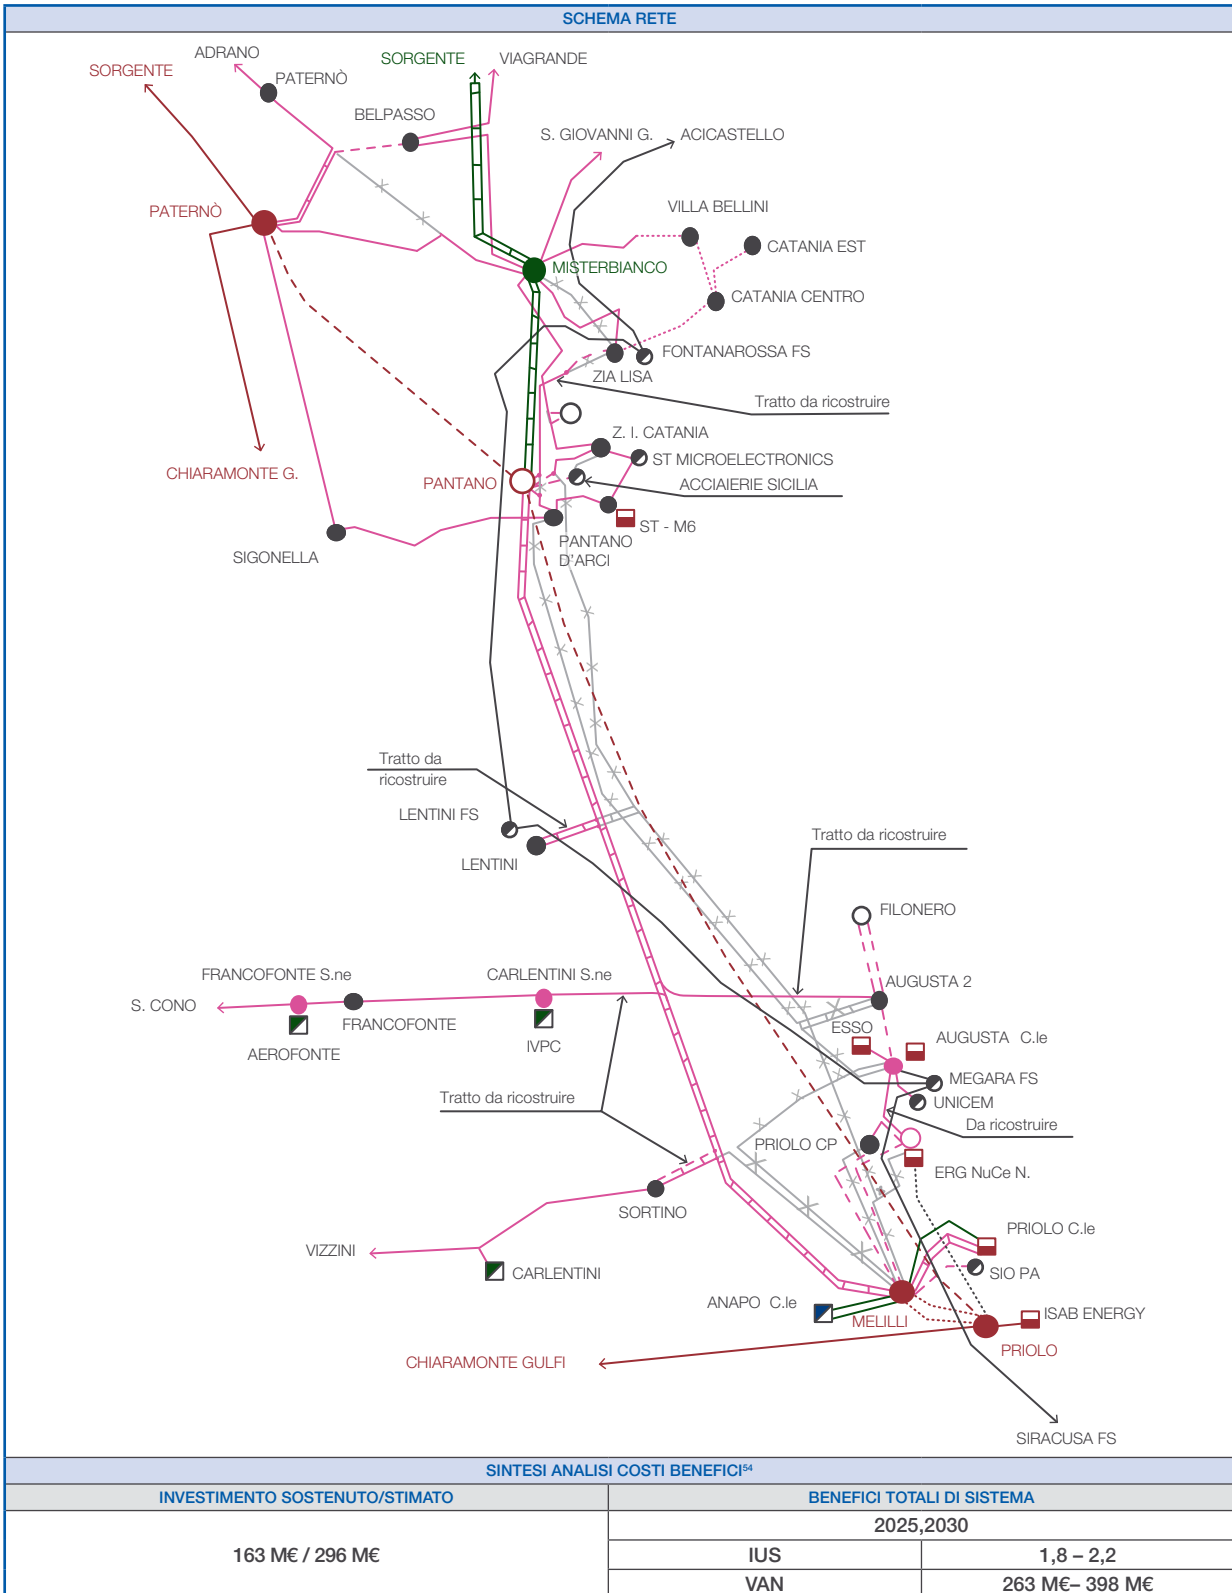 SCHEMA RETE
ADRANO
SORGENTE
VIAGRANDE
SORGENTE
PATERNÒ
BELPASSO
S. GIOVANNI G.
ACICASTELLO
PATERNÒ
VILLA BELLINI
CATANIA EST
MISTERBIANCO
CATANIA CENTRO
FONTANAROSSA FS
ZIA LISA
Tratto da ricostruire
Z. I. CATANIA
ST MICROELECTRONICS
CHIARAMONTE G.
PANTANO
ACCIAIERIE SICILIA
ST - M6
SIGONELLA
PANTANO
D'ARCI
Tratto da
ricostruire
LENTINI FS
Tratto da ricostruire
LENTINI
FILONERO
FRANCOFONTE S.ne
CARLENTINI S.ne
AUGUSTA 2
S. CONO
FRANCOFONTE
ESSO
AUGUSTA C.le
AEROFONTE
IVPC
MEGARA FS
Tratto da ricostruire
UNICEM
Da ricostruire
PRIOLO CP
ERG NuCe N.
SORTINO
PRIOLO C.le
VIZZINI
CARLENTINI
SIO PA
ANAPO C.le
MELILLI
ISAB ENERGY
PRIOLO
CHIARAMONTE GULFI
SIRACUSA FS
SINTESI ANALISI COSTI BENEFICI54
INVESTIMENTO SOSTENUTO/STIMATO
BENEFICI TOTALI DI SISTEMA
2025,2030
163 M€ / 296 M€
IUS
1,8 – 2,2
VAN
263 M€– 398 M€